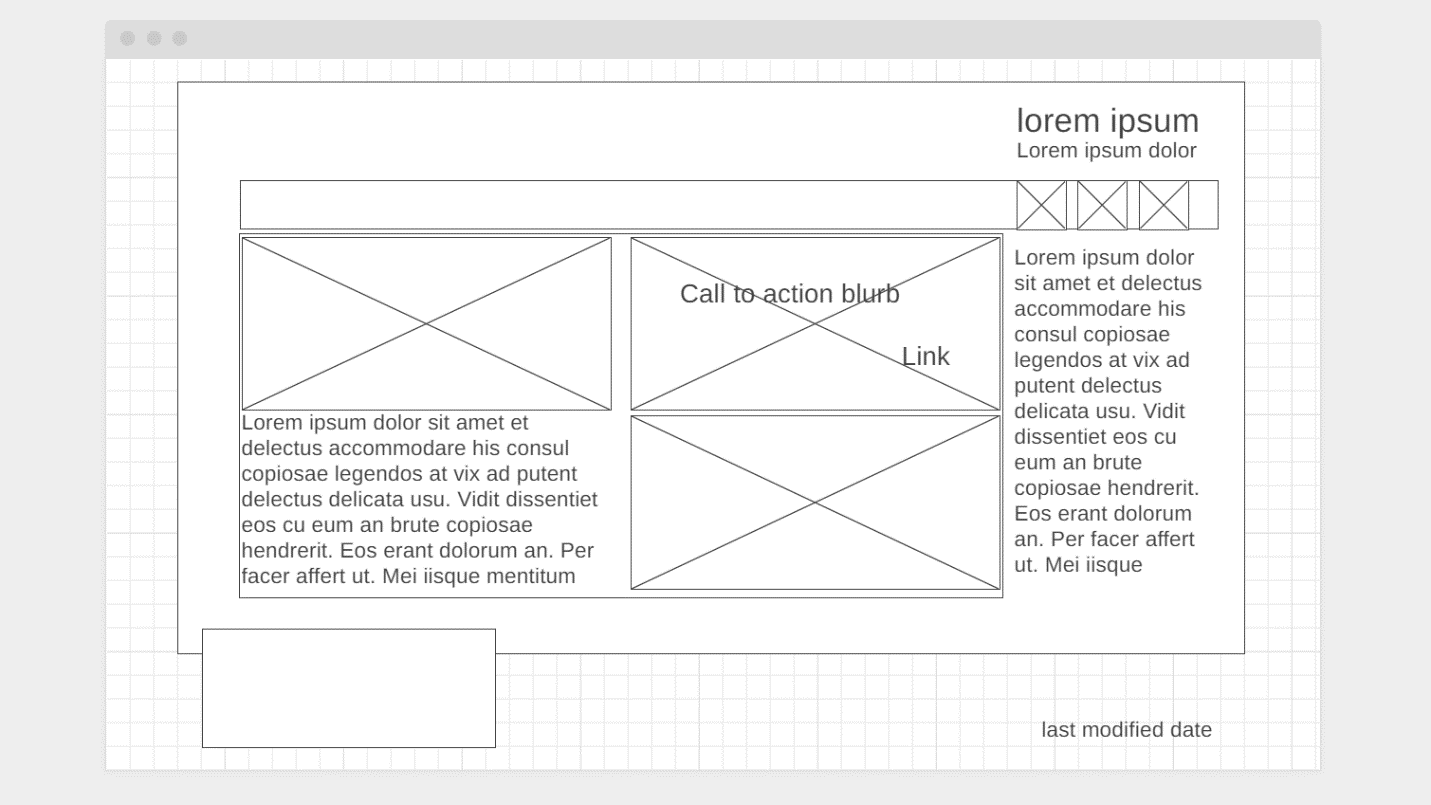 lorem ipsum
Lorem ipsum dolor
Call to action blurb
Link
Lorem ipsum dolor sit amet et
delectus accommodare his consul
copiosae legendos at vix ad putent
delectus delicata usu. Vidit dissentiet
eos cu eum an brute copiosae
hendrerit. Eos erant dolorum an. Per
facer affert ut. Mei iisque mentitum
Lorem ipsum dolor
sit amet et delectus
accommodare his
consul copiosae
legendos at vix ad
putent delectus
delicata usu. Vidit
dissentiet eos cu
eum an brute
copiosae hendrerit.
Eos erant dolorum
an. Per facer affert
ut. Mei iisque
last modified date